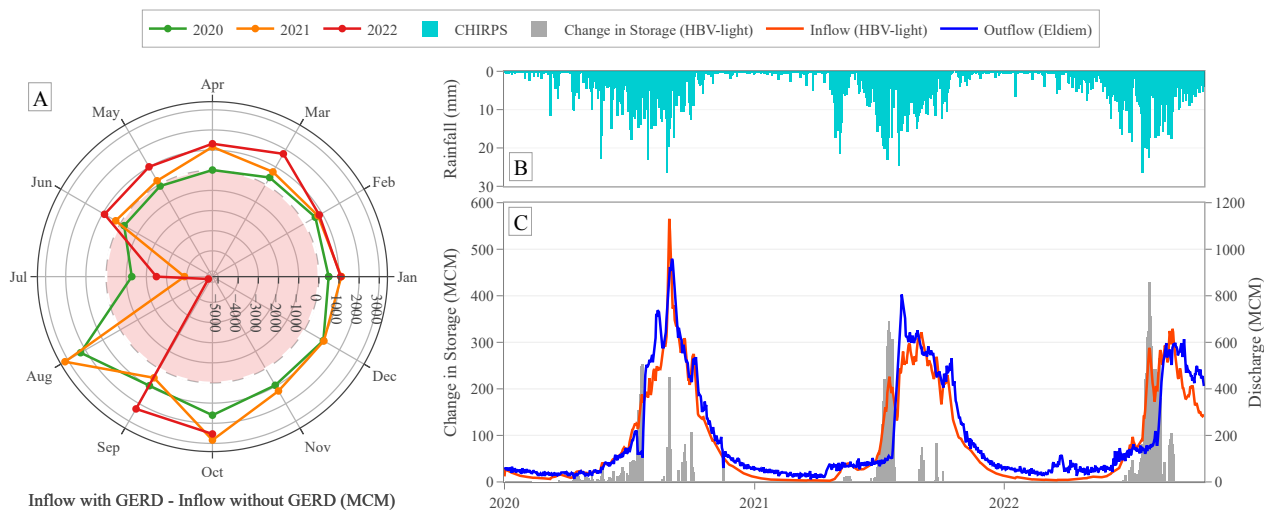 2020 2021 2022 CHIRPS Change in Storage (HBV-light) Inflow (HBV-light) Outflow (Eldiem)
A
Apr
May Mar
Jun Feb
Jul Jan
5000 4000 3000 2000 1000 0 1000 2000 3000
Aug Dec
Sep Nov
Oct
Inflow with GERD - Inflow without GERD (MCM)
B
Rainfall (mm)
0
10
20
30
C
Change in Storage (MCM)
600
500
400
300
200
100
0
Discharge (MCM)
1200
1000
800
600
400
200
0
2020 2021 2022